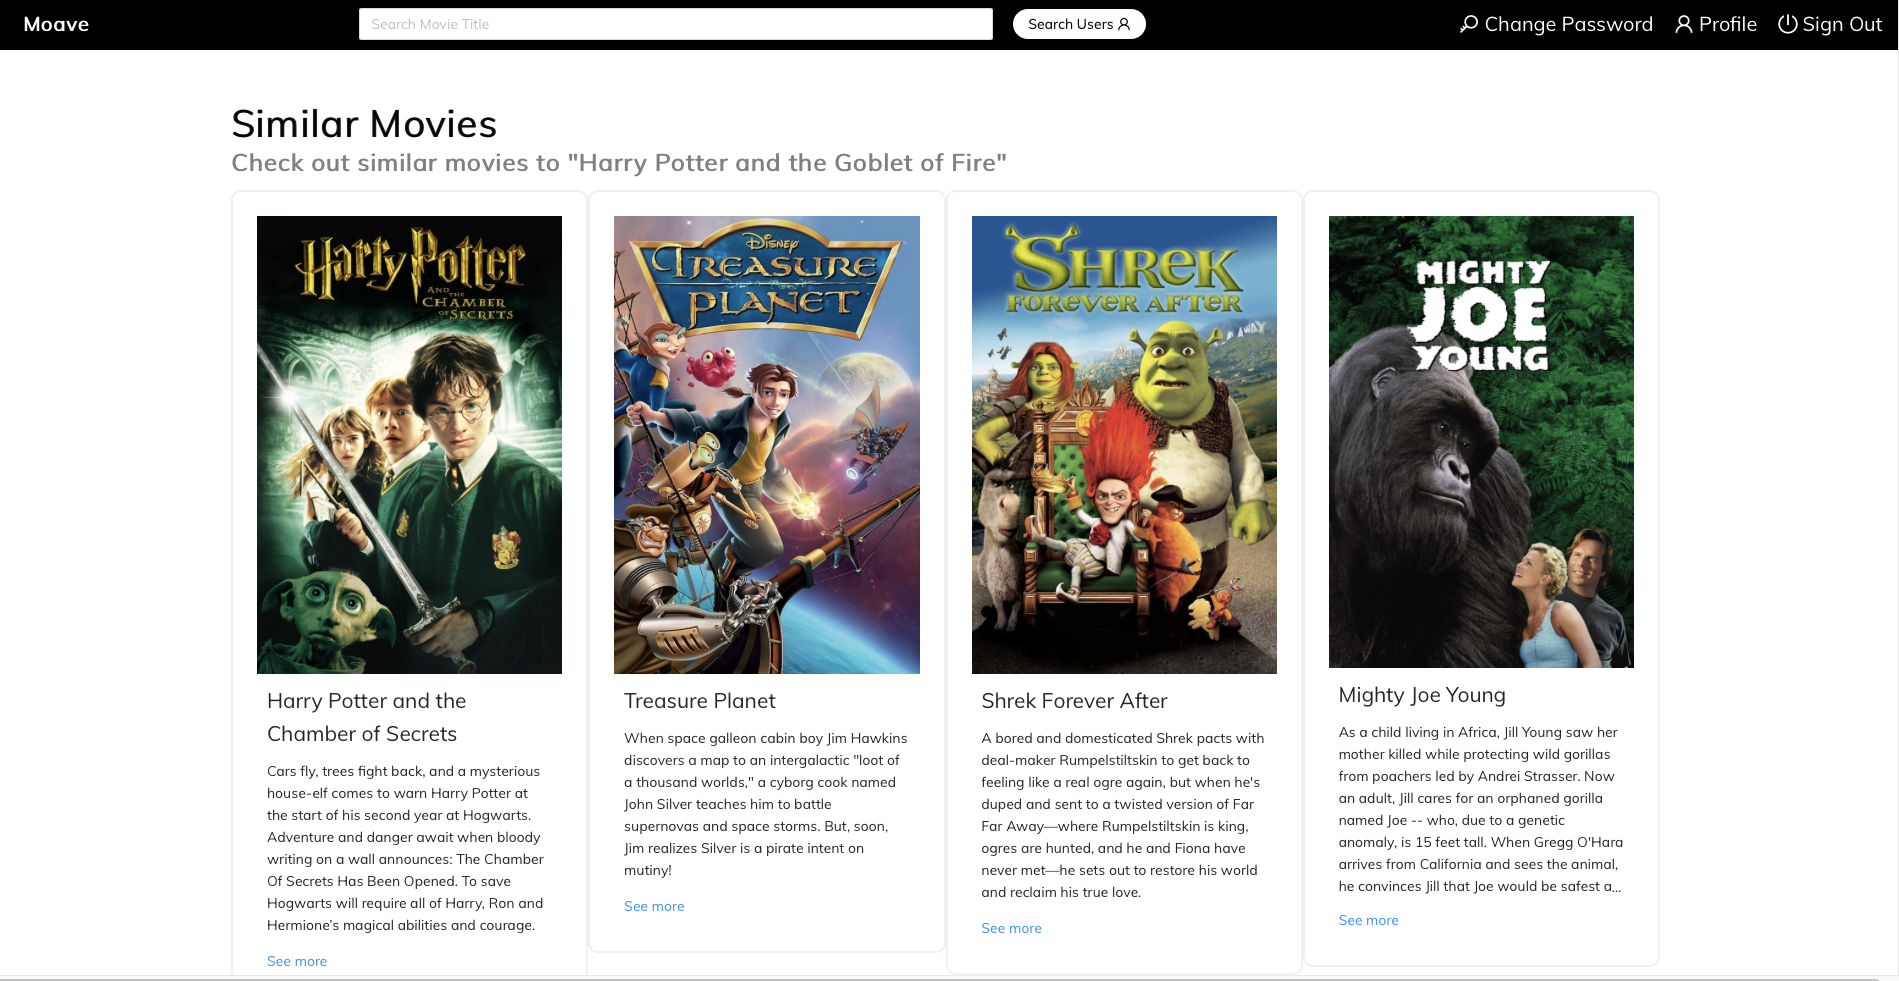 Moave
Search Movie Title
Search Users
Change Password
Profile
Sign Out
Similar Movies
Check out similar movies to "Harry Potter and the Goblet of Fire"
Harry Potter
AND THE
CHAMBER
OF SECRETS
Harry Potter and the
Chamber of Secrets
Cars fly, trees fight back, and a mysterious
house-elf comes to warn Harry Potter at
the start of his second year at Hogwarts.
Adventure and danger await when bloody
writing on a wall announces: The Chamber
Of Secrets Has Been Opened. To save
Hogwarts will require all of Harry, Ron and
Hermione’s magical abilities and courage.
See more
DISNEY
TREASURE
PLANET
Treasure Planet
When space galleon cabin boy Jim Hawkins
discovers a map to an intergalactic "loot of
a thousand worlds," a cyborg cook named
John Silver teaches him to battle
supernovas and space storms. But, soon,
Jim realizes Silver is a pirate intent on
mutiny!
See more
SHREK
FOREVER AFTER
Shrek Forever After
A bored and domesticated Shrek pacts with
deal-maker Rumpelstiltskin to get back to
feeling like a real ogre again, but when he's
duped and sent to a twisted version of Far
Far Away—where Rumpelstiltskin is king,
ogres are hunted, and he and Fiona have
never met—he sets out to restore his world
and reclaim his true love.
See more
MIGHTY
JOE
YOUNG
Mighty Joe Young
As a child living in Africa, Jill Young saw her
mother killed while protecting wild gorillas
from poachers led by Andrei Strasser. Now
an adult, Jill cares for an orphaned gorilla
named Joe -- who, due to a genetic
anomaly, is 15 feet tall. When Gregg O'Hara
arrives from California and sees the animal,
he convinces Jill that Joe would be safest a...
See more